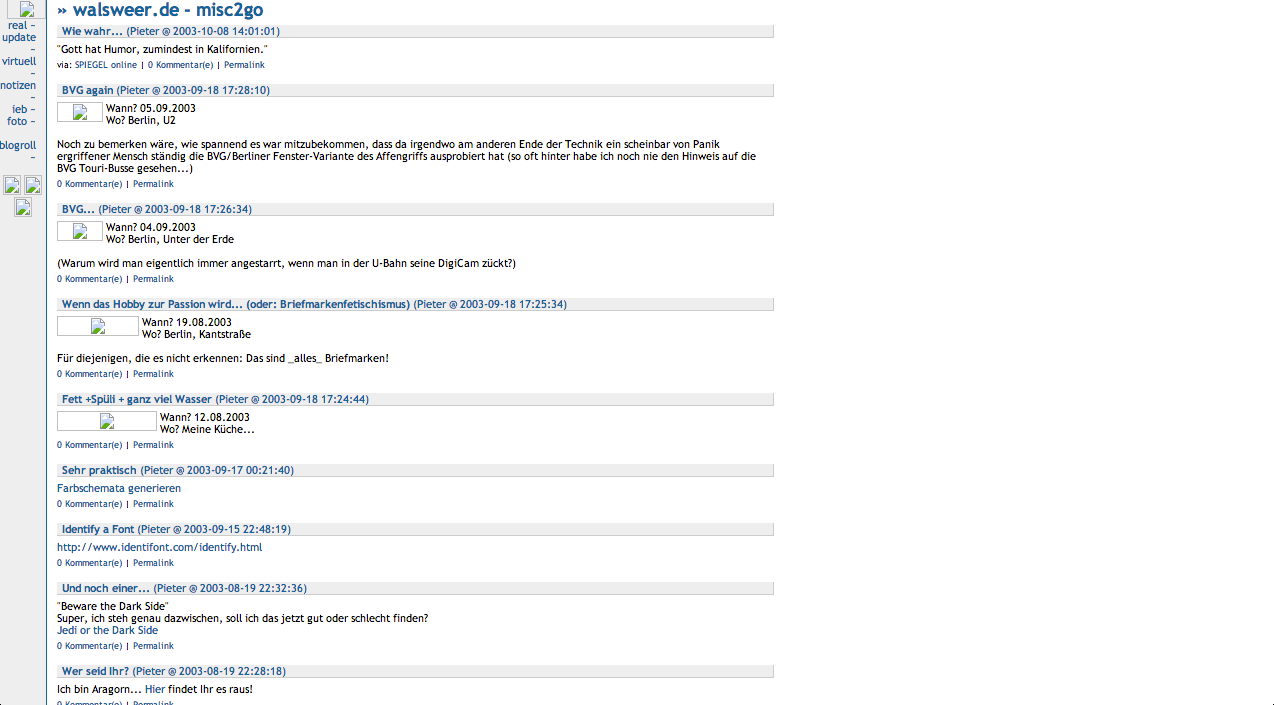 real –
update
–
virtuell
–
notizen
–
ieb –
foto –
blogroll
–
» walsweer.de - misc2go
Wie wahr... (Pieter @ 2003-10-08 14:01:01)
"Gott hat Humor, zumindest in Kalifornien."
via: SPIEGEL online | 0 Kommentar(e) | Permalink
BVG again (Pieter @ 2003-09-18 17:28:10)
Wann? 05.09.2003
Wo? Berlin, U2
Noch zu bemerken wäre, wie spannend es war mitzubekommen, dass da irgendwo am anderen Ende der Technik ein scheinbar von Panik
ergriffener Mensch ständig die BVG/Berliner Fenster-Variante des Affengriffs ausprobiert hat (so oft hinter habe ich noch nie den Hinweis auf die
BVG Touri-Busse gesehen...)
0 Kommentar(e) | Permalink
BVG... (Pieter @ 2003-09-18 17:26:34)
Wann? 04.09.2003
Wo? Berlin, Unter der Erde
(Warum wird man eigentlich immer angestarrt, wenn man in der U-Bahn seine DigiCam zückt?)
0 Kommentar(e) | Permalink
Wenn das Hobby zur Passion wird... (oder: Briefmarkenfetischismus) (Pieter @ 2003-09-18 17:25:34)
Wann? 19.08.2003
Wo? Berlin, Kantstraße
Für diejenigen, die es nicht erkennen: Das sind _alles_ Briefmarken!
0 Kommentar(e) | Permalink
Fett +Spüli + ganz viel Wasser (Pieter @ 2003-09-18 17:24:44)
Wann? 12.08.2003
Wo? Meine Küche...
0 Kommentar(e) | Permalink
Sehr praktisch (Pieter @ 2003-09-17 00:21:40)
Farbschemata generieren
0 Kommentar(e) | Permalink
Identify a Font (Pieter @ 2003-09-15 22:48:19)
http://www.identifont.com/identify.html
0 Kommentar(e) | Permalink
Und noch einer... (Pieter @ 2003-08-19 22:32:36)
"Beware the Dark Side"
Super, ich steh genau dazwischen, soll ich das jetzt gut oder schlecht finden?
Jedi or the Dark Side
0 Kommentar(e) | Permalink
Wer seid Ihr? (Pieter @ 2003-08-19 22:28:18)
Ich bin Aragorn... Hier findet Ihr es raus!
0 Kommentar(e) | Permalink